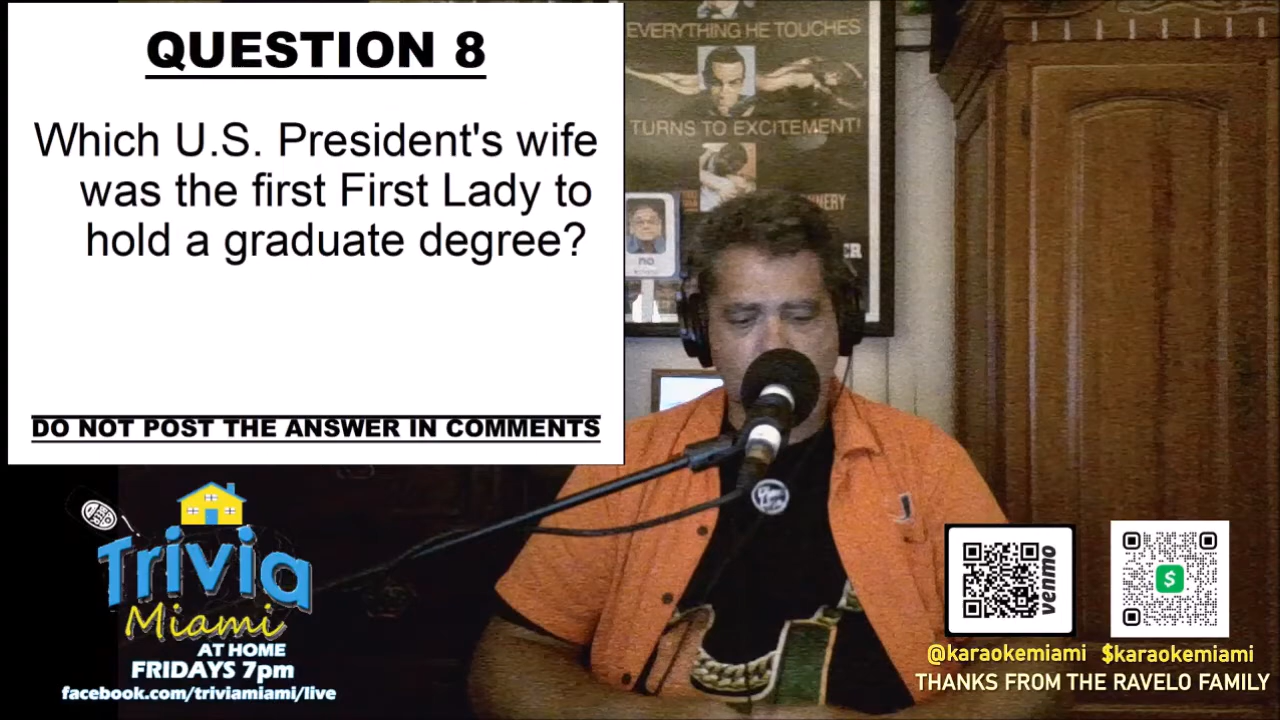 QUESTION 8
Which U.S. President's wife
was the first First Lady to
hold a graduate degree?
DO NOT POST THE ANSWER IN COMMENTS
EVERYTHING HE TOUCHES
TURNS TO EXCITEMENT!
no
Trivia
Miami
AT HOME
FRIDAYS 7pm
facebook.com/triviamiami/live
venmo
$
@karaokemiami $karaokemiami
THANKS FROM THE RAVELO FAMILY